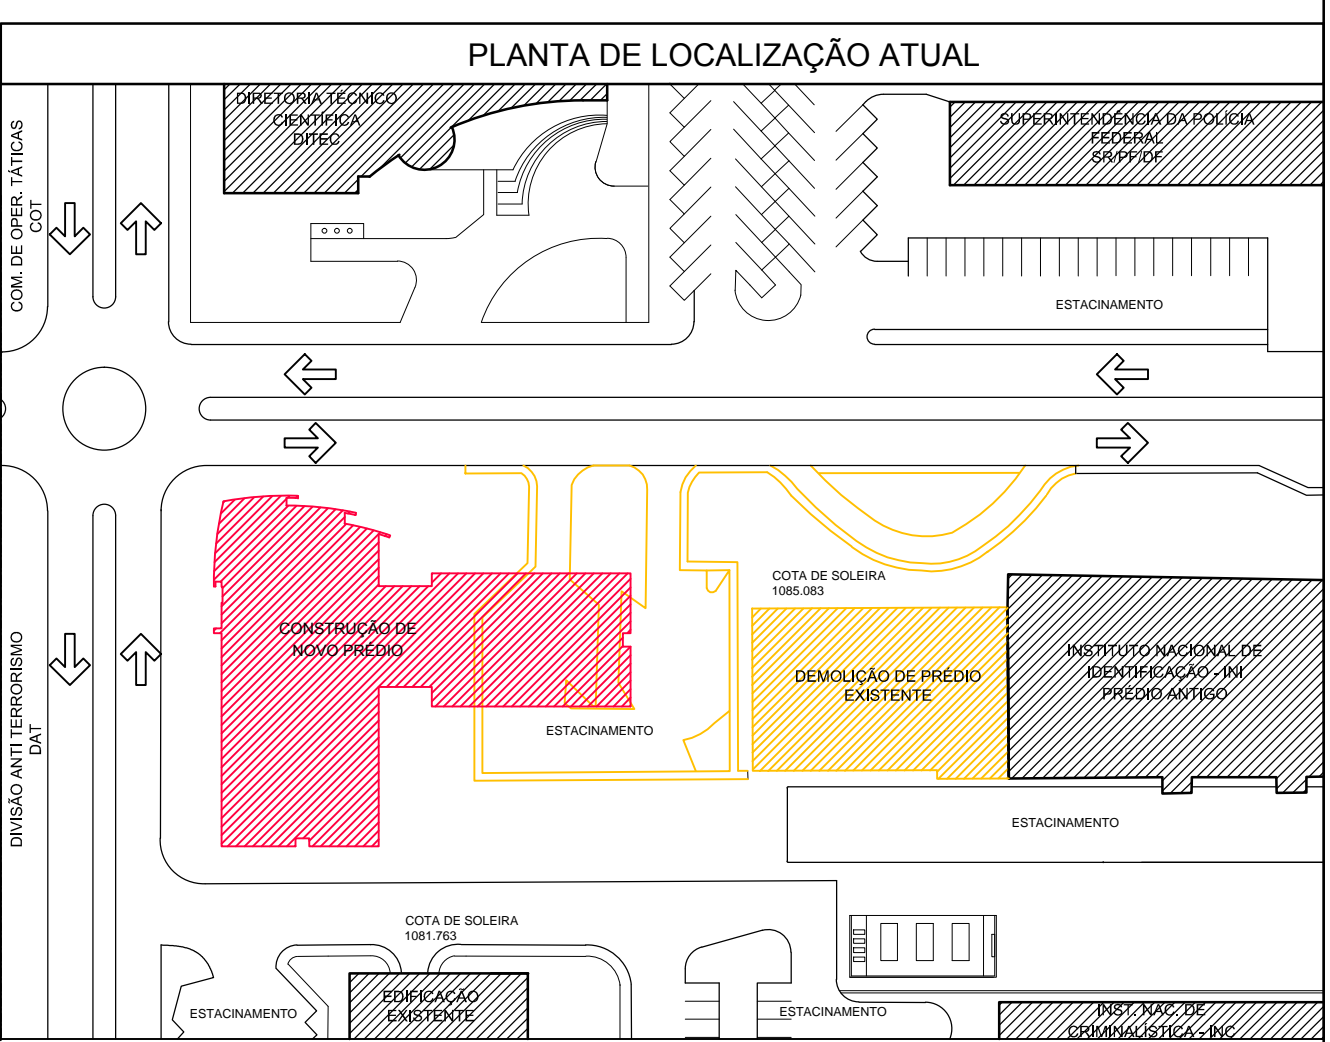 PLANTA DE LOCALIZAÇÃO ATUAL
DIRETORIA TÉCNICO
CIENTÍFICA
DITEC
SUPERINTENDÊNCIA DA POLÍCIA
FEDERAL
SR/PF/DF
COM. DE OPER. TÁTICAS
COT
ESTACINAMENTO
COTA DE SOLEIRA
1085.083
CONSTRUÇÃO DE
NOVO PRÉDIO
DEMOLIÇÃO DE PRÉDIO
EXISTENTE
INSTITUTO NACIONAL DE
IDENTIFICAÇÃO - INI
PRÉDIO ANTIGO
DIVISÃO ANTI TERRORISMO
DAT
ESTACINAMENTO
ESTACINAMENTO
COTA DE SOLEIRA
1081.763
EDIFICAÇÃO
EXISTENTE
ESTACINAMENTO
ESTACINAMENTO
INST. NAC. DE
CRIMINALÍSTICA - INC